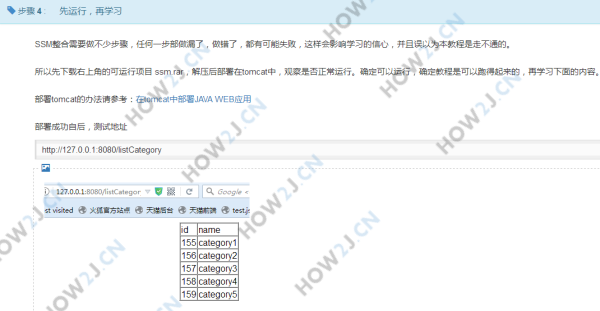 步骤 4 : 先运行，再学习
SSM整合需要做不少步骤，任何一步部做漏了，做错了，都有可能失败，这样会影响学习的信心，并且误以为本教程是走不通的。
所以先下载右上角的可运行项目 ssm.rar，解压后部署在tomcat中，观察是否正常运行。确定可以运行，确定教程是可以跑得起来的，再学习下面的内容。
部署tomcat的办法请参考：在tomcat中部署JAVA WEB应用
部署成功自后，测试地址
http://127.0.0.1:8080/listCategory
127.0.0.1:8080/listCategor Google <
st visited 火狐官方站点 天猫后台 天猫前端 test.js
id name
155 category1
156 category2
157 category3
158 category4
159 category5
HOW2J.CN
HOW2J.CN
HOW2J.CN
HOW2J.CN
HOW2J.CN
HOW2J.CN